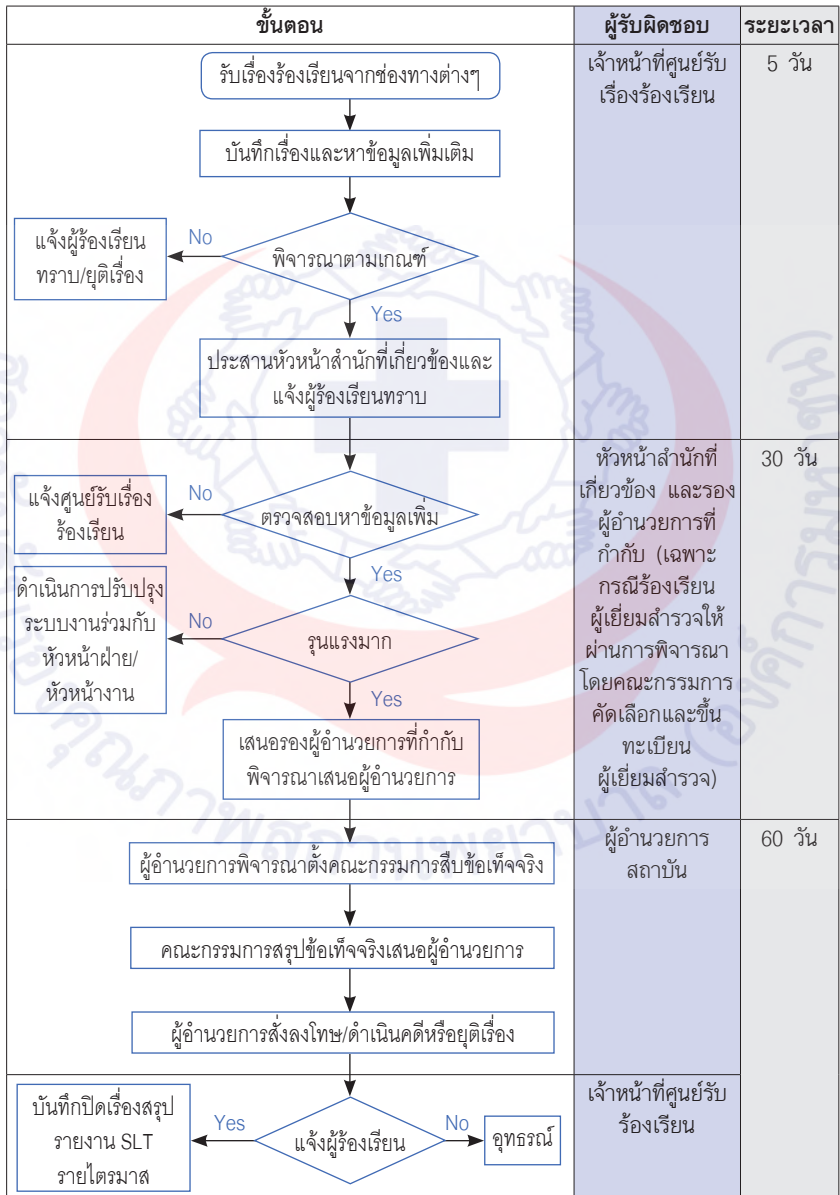 ขั้นตอน
ผู้รับผิดชอบ
ระยะเวลา
รับเรื่องร้องเรียนจากช่องทางต่างๆ
เจ้าหน้าที่ศูนย์รับ
เรื่องร้องเรียน
5 วัน
บันทึกเรื่องและหาข้อมูลเพิ่มเติม
พิจารณาตามเกณฑ์
No
แจ้งผู้ร้องเรียน
ทราบ/ยุติเรื่อง
Yes
ประสานหัวหน้าสำนักที่เกี่ยวข้องและ
แจ้งผู้ร้องเรียนทราบ
ตรวจสอบหาข้อมูลเพิ่ม
No
แจ้งศูนย์รับเรื่อง
ร้องเรียน
Yes
รุนแรงมาก
No
ดำเนินการปรับปรุง
ระบบงานร่วมกับ
หัวหน้าฝ่าย/
หัวหน้างาน
Yes
เสนอรองผู้อำนวยการที่กำกับ
พิจารณาเสนอผู้อำนวยการ
หัวหน้าสำนักที่
เกี่ยวข้อง และรอง
ผู้อำนวยการที่
กำกับ (เฉพาะ
กรณีร้องเรียน
ผู้เยี่ยมสำรวจให้
ผ่านการพิจารณา
โดยคณะกรรมการ
คัดเลือกและขึ้น
ทะเบียน
ผู้เยี่ยมสำรวจ)
30 วัน
ผู้อำนวยการพิจารณาตั้งคณะกรรมการสืบข้อเท็จจริง
คณะกรรมการสรุปข้อเท็จจริงเสนอผู้อำนวยการ
ผู้อำนวยการสั่งลงโทษ/ดำเนินคดีหรือยุติเรื่อง
ผู้อำนวยการ
สถาบัน
60 วัน
แจ้งผู้ร้องเรียน
Yes
บันทึกปิดเรื่องสรุป
รายงาน SLT
รายไตรมาส
No
อุทธรณ์
เจ้าหน้าที่ศูนย์รับ
ร้องเรียน